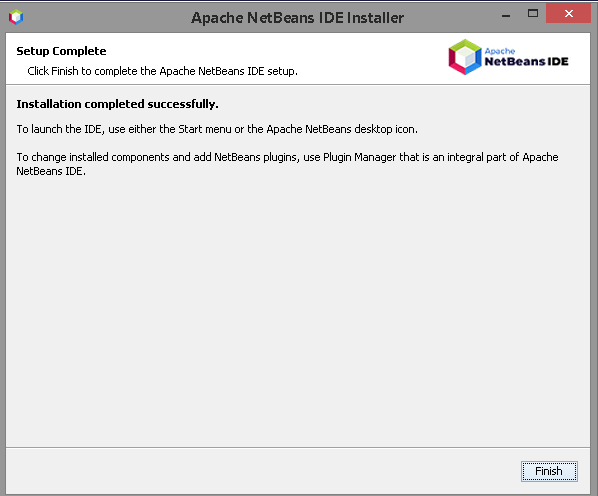 Apache NetBeans IDE Installer
Setup Complete
Click Finish to complete the Apache NetBeans IDE setup.
Apache
NetBeans IDE
Installation completed successfully.
To launch the IDE, use either the Start menu or the Apache NetBeans desktop icon.
To change installed components and add NetBeans plugins, use Plugin Manager that is an integral part of Apache
NetBeans IDE.
Finish